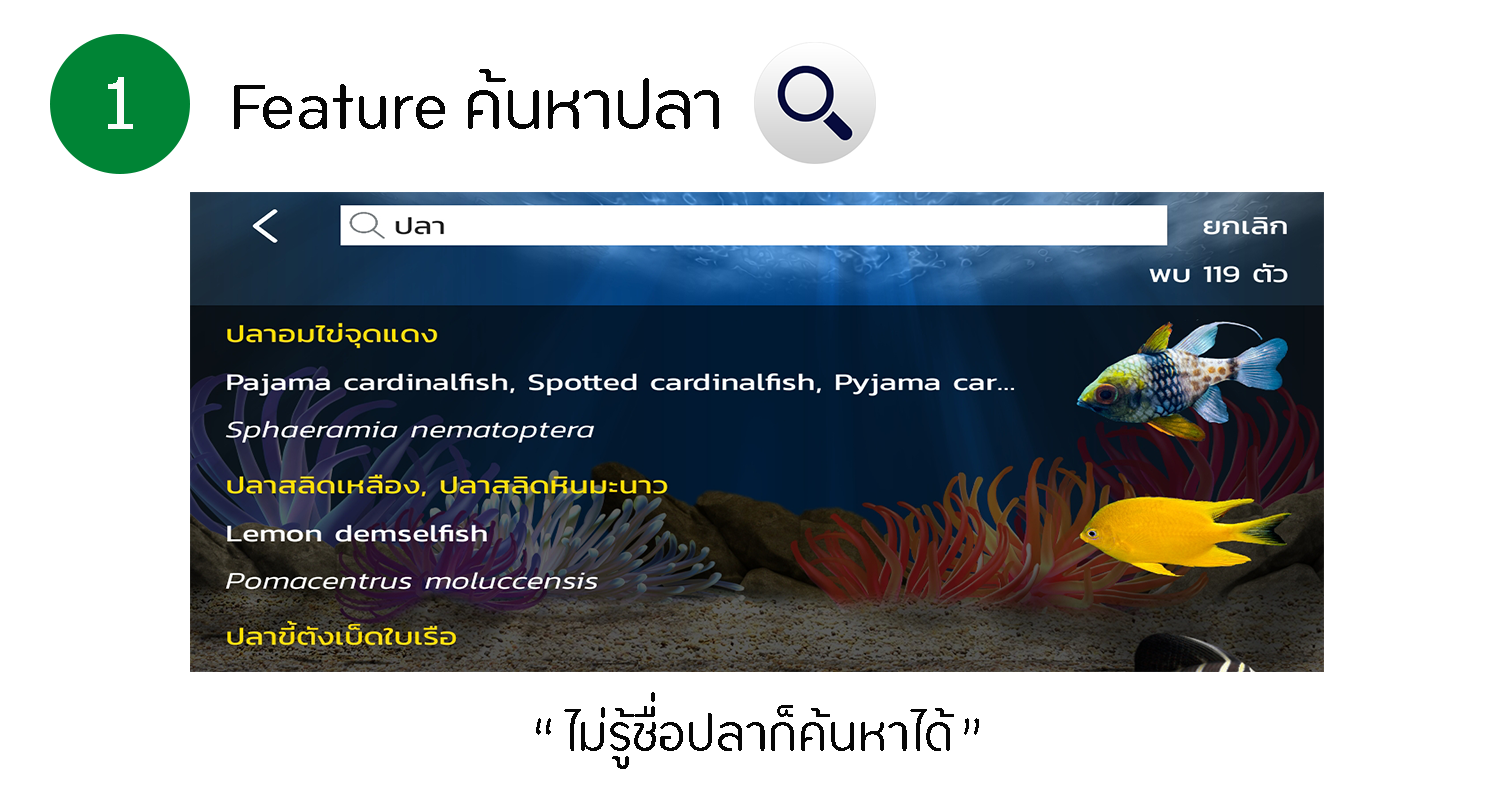 1
Feature ค้นหาปลา
ปลา
ยกเลิก
พบ 119 ตัว
ปลาอมไข่จุดแดง
Pajama cardinalfish, Spotted cardinalfish, Pyjama car...
Sphaeramia nematoptera
ปลาสลิดเหลือง, ปลาสลิดหินมะนาว
Lemon demselfish
Pomacentrus moluccensis
ปลาขี้ตังเบ็ดใบเรือ
“ ไม่รู้ชื่อปลาก็ค้นหาได้ ”